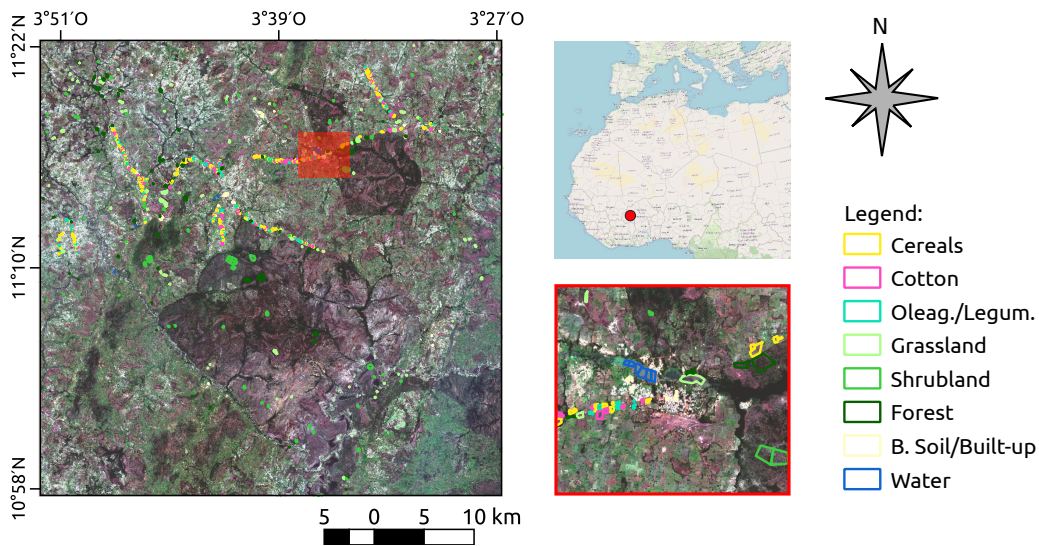 3°51′O 3°39′O 3°27′O
11°22′N
11°10′N
10°58′N
5 0 5 10 km
N
Legend:
Cereals
Cotton
Oleag./Legum.
Grassland
Shrubland
Forest
B. Soil/Built-up
Water